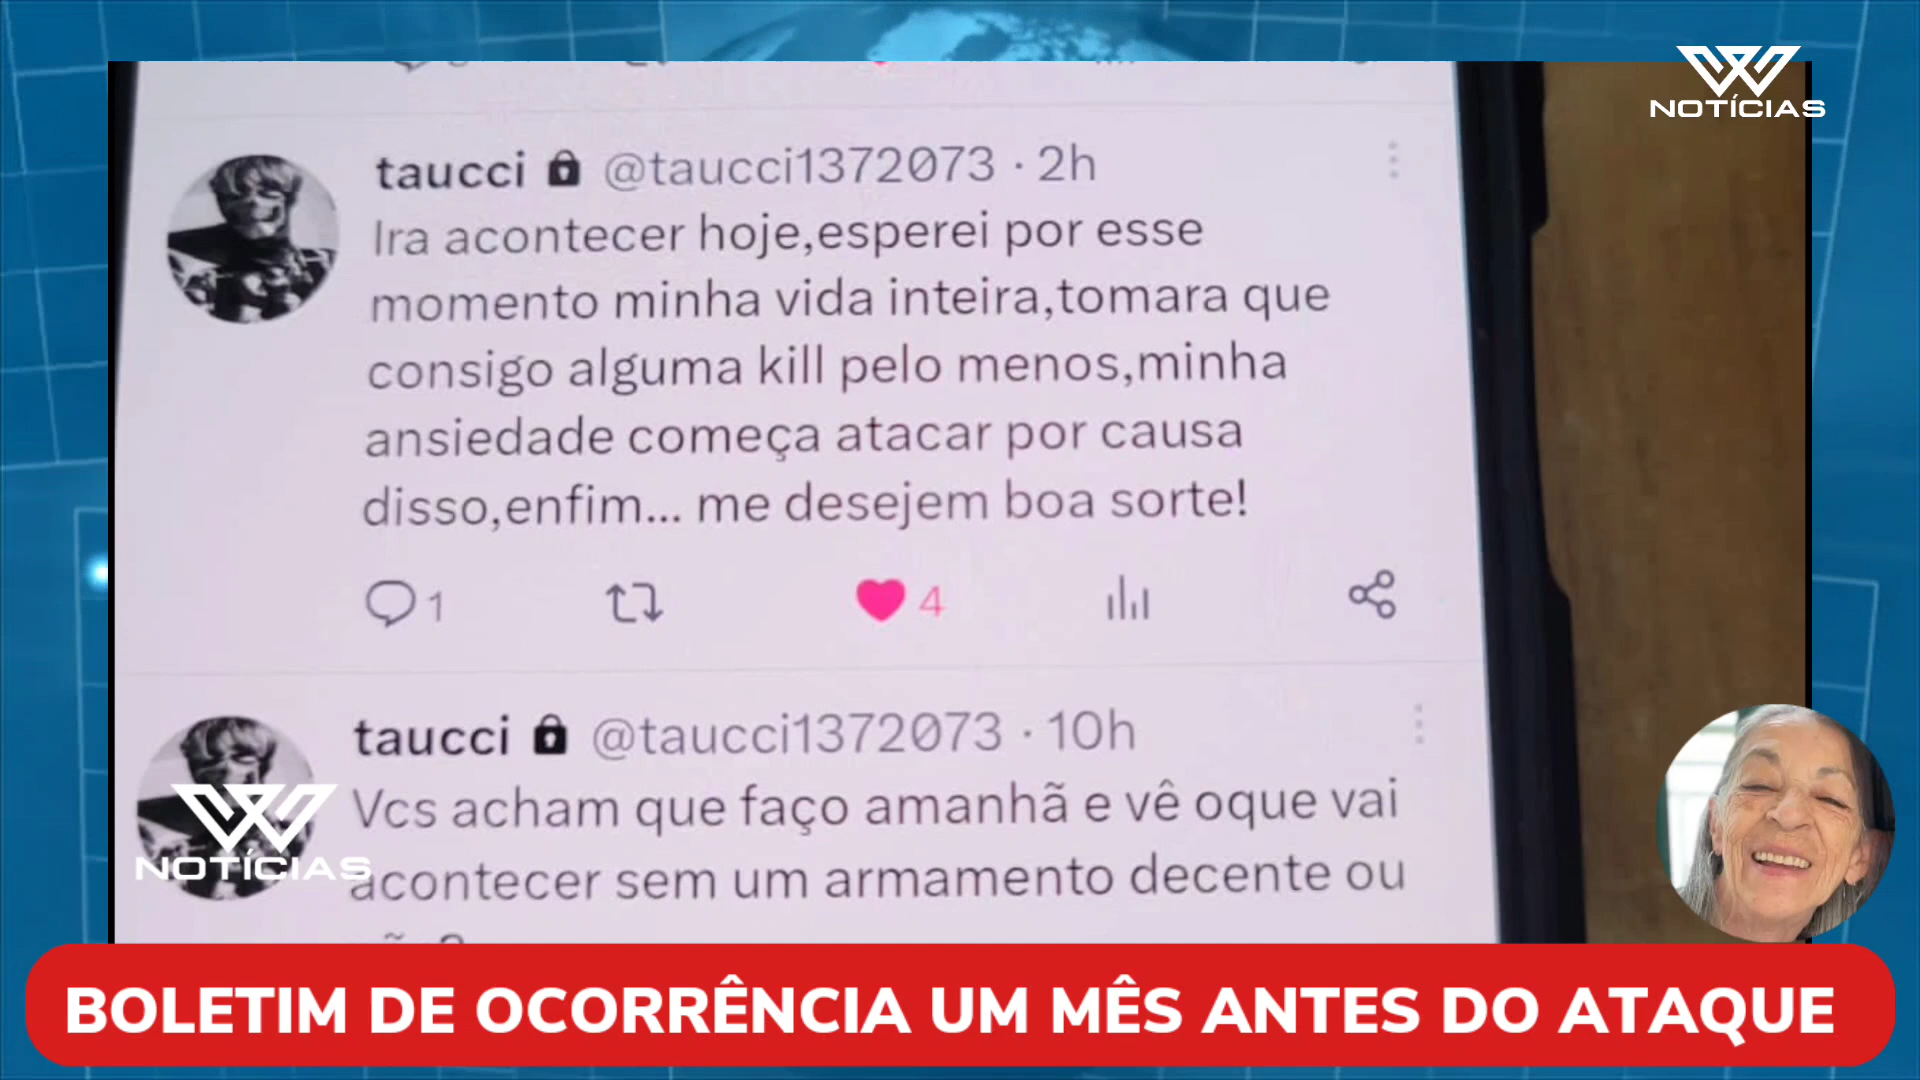 NOTÍCIAS
taucci @taucci1372073 · 2h
Ira acontecer hoje,esperei por esse
momento minha vida inteira,tomara que
consigo alguma kill pelo menos,minha
ansiedade começa atacar por causa
disso,enfim... me desejem boa sorte!
1
4
taucci @taucci1372073 · 10h
Vcs acham que faço amanhã e vê oque vai
acontecer sem um armamento decente ou
NOTÍCIAS
BOLETIM DE OCORRÊNCIA UM MÊS ANTES DO ATAQUE